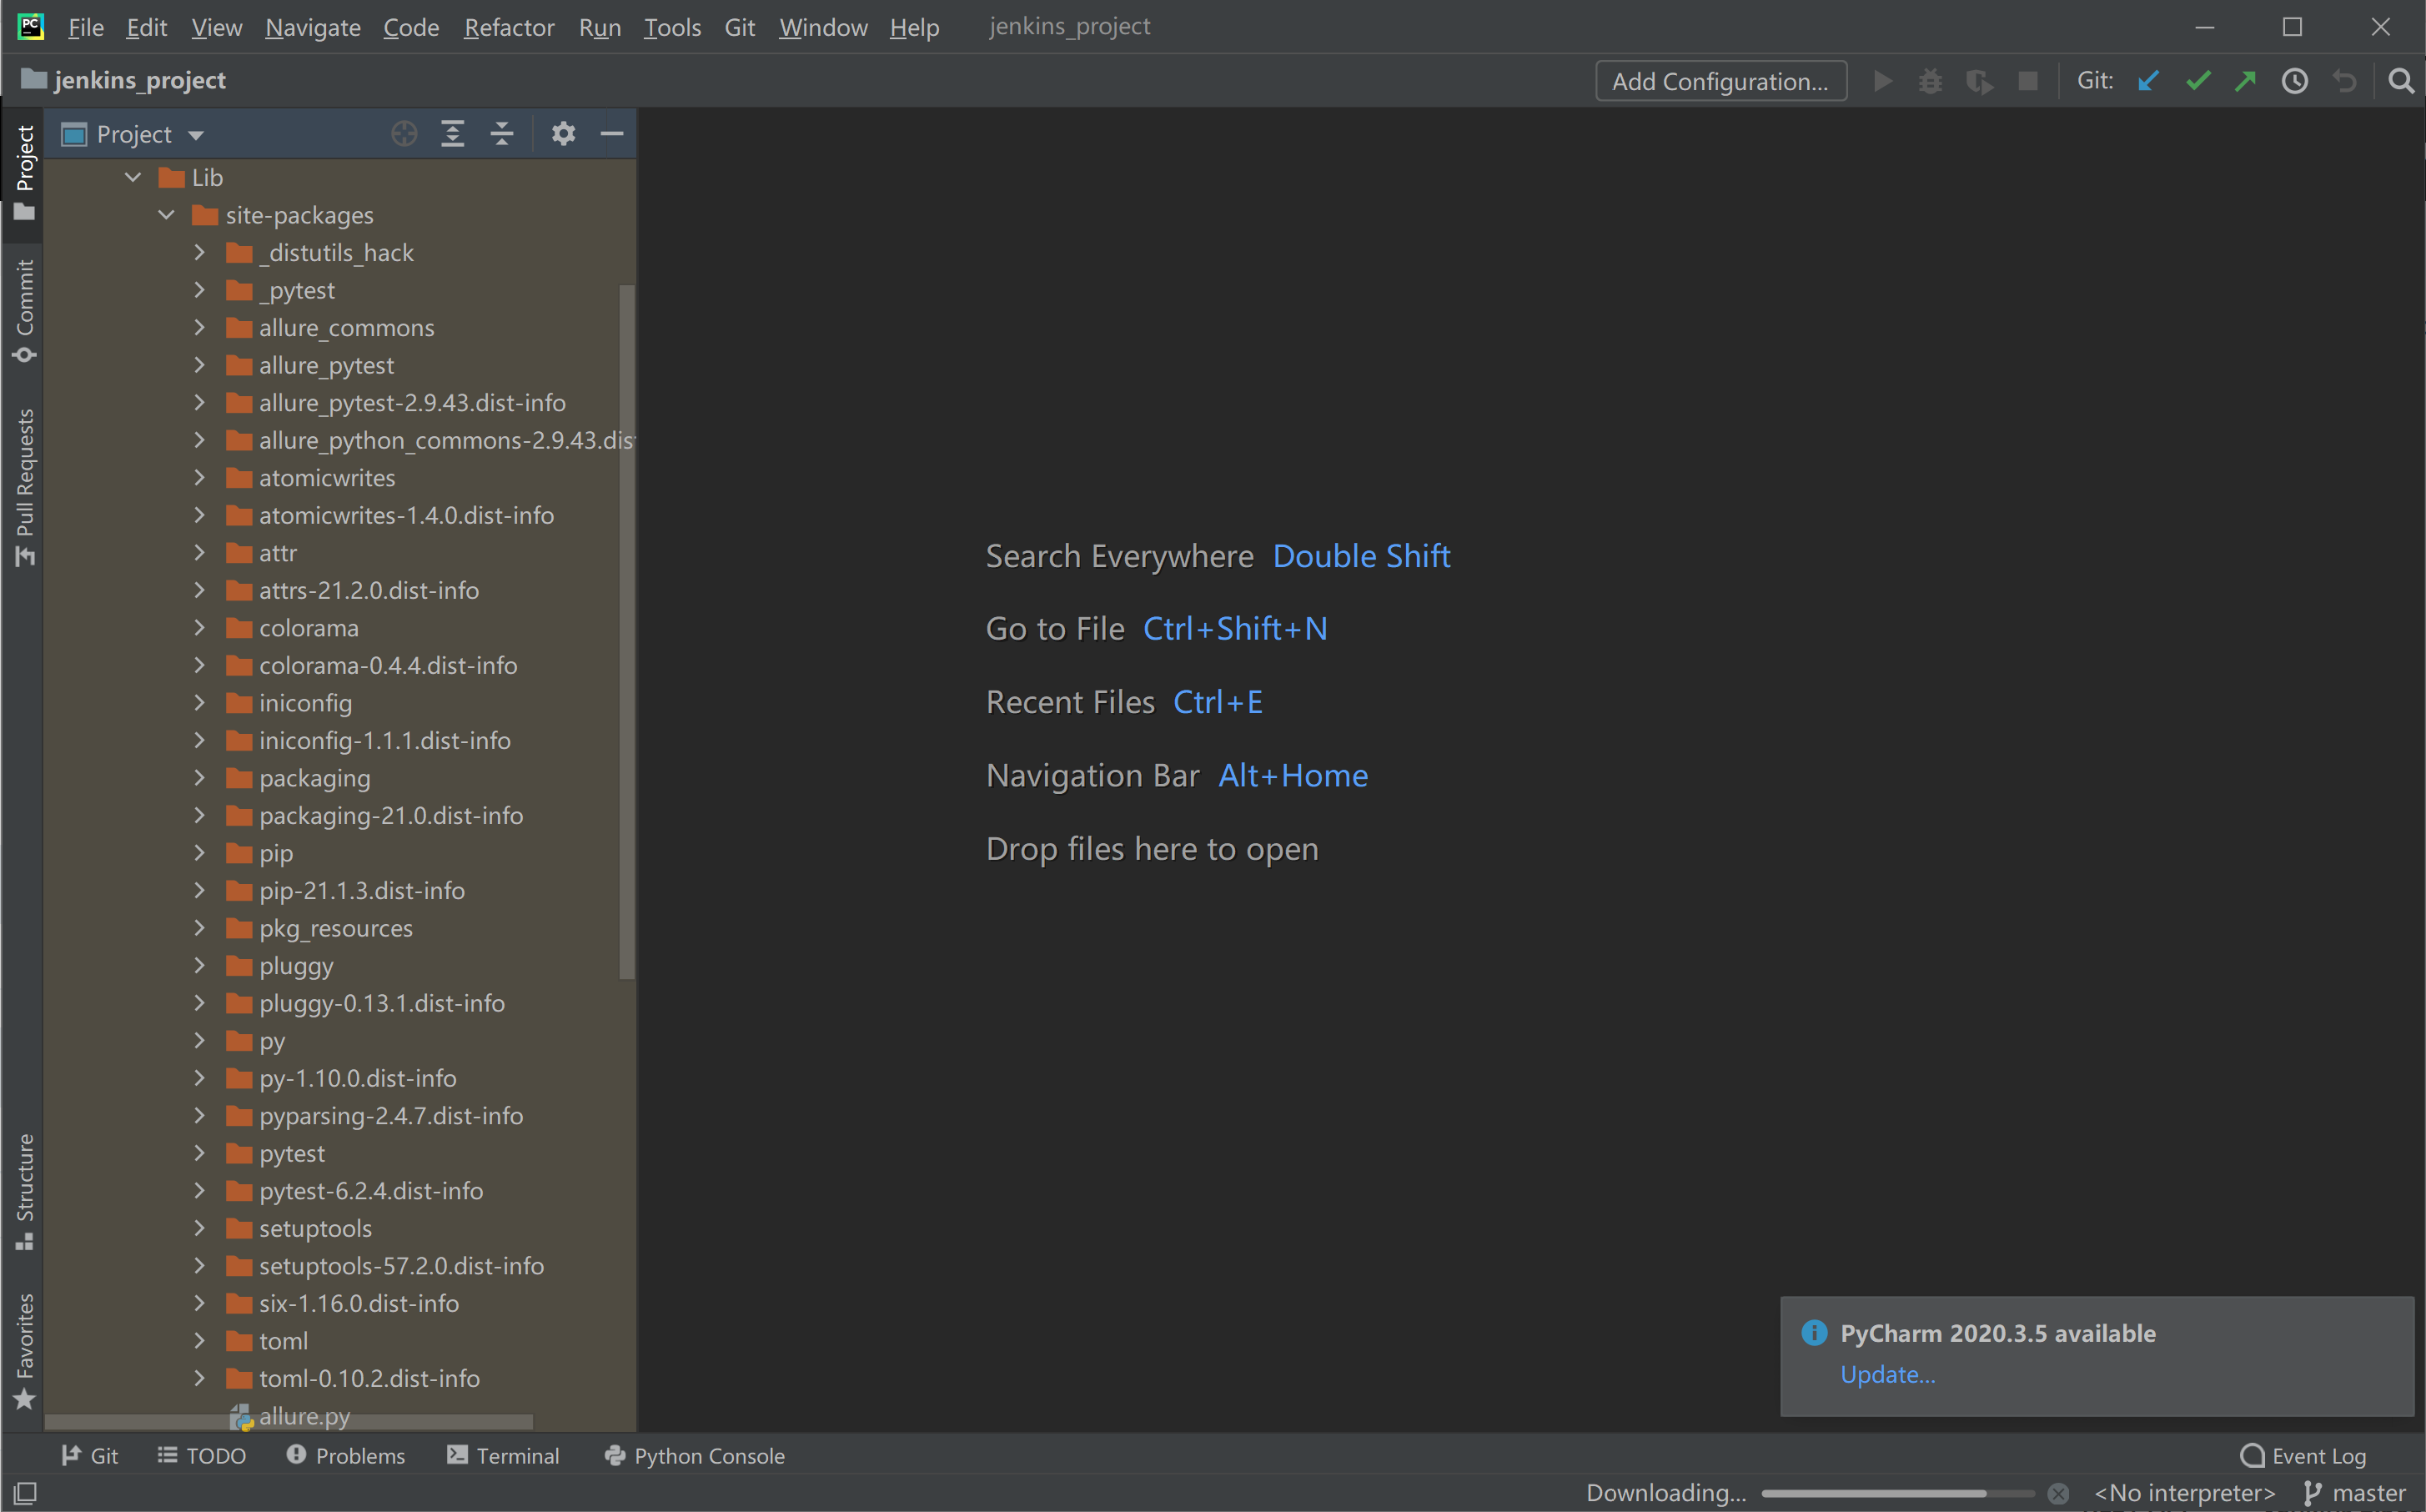 PC
File Edit View Navigate Code Refactor Run Tools Git Window Help jenkins_project
jenkins_project
Add Configuration...
Git:
Project
Project
Commit
Pull Requests
Structure
Favorites
Lib
site-packages
_distutils_hack
_pytest
allure_commons
allure_pytest
allure_pytest-2.9.43.dist-info
allure_python_commons-2.9.43.dis
atomicwrites
atomicwrites-1.4.0.dist-info
attr
attrs-21.2.0.dist-info
colorama
colorama-0.4.4.dist-info
iniconfig
iniconfig-1.1.1.dist-info
packaging
packaging-21.0.dist-info
pip
pip-21.1.3.dist-info
pkg_resources
pluggy
pluggy-0.13.1.dist-info
py
py-1.10.0.dist-info
pyparsing-2.4.7.dist-info
pytest
pytest-6.2.4.dist-info
setuptools
setuptools-57.2.0.dist-info
six-1.16.0.dist-info
toml
toml-0.10.2.dist-info
allure.py
Search Everywhere Double Shift
Go to File Ctrl+Shift+N
Recent Files Ctrl+E
Navigation Bar Alt+Home
Drop files here to open
PyCharm 2020.3.5 available
Update...
Git TODO Problems Terminal Python Console Event Log
Downloading... <No interpreter> master